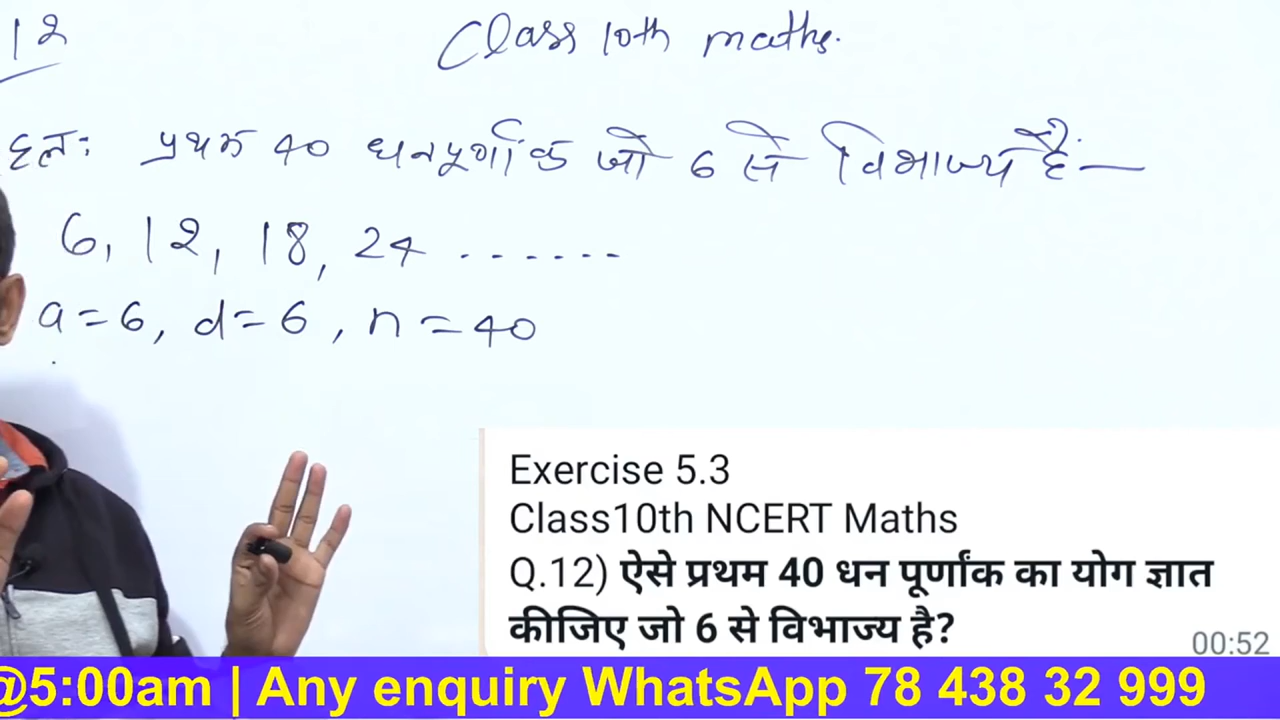 12
Class 10th maths.
हलः प्रथम 40 धनपूर्णांक जो 6 से विभाज्य हैं—
6, 12, 18, 24 .......
a=6, d=6, n=40
Exercise 5.3
Class10th NCERT Maths
Q.12) ऐसे प्रथम 40 धन पूर्णांक का योग ज्ञात
कीजिए जो 6 से विभाज्य है?
00:52
@5:00am | Any enquiry WhatsApp 78 438 32 999